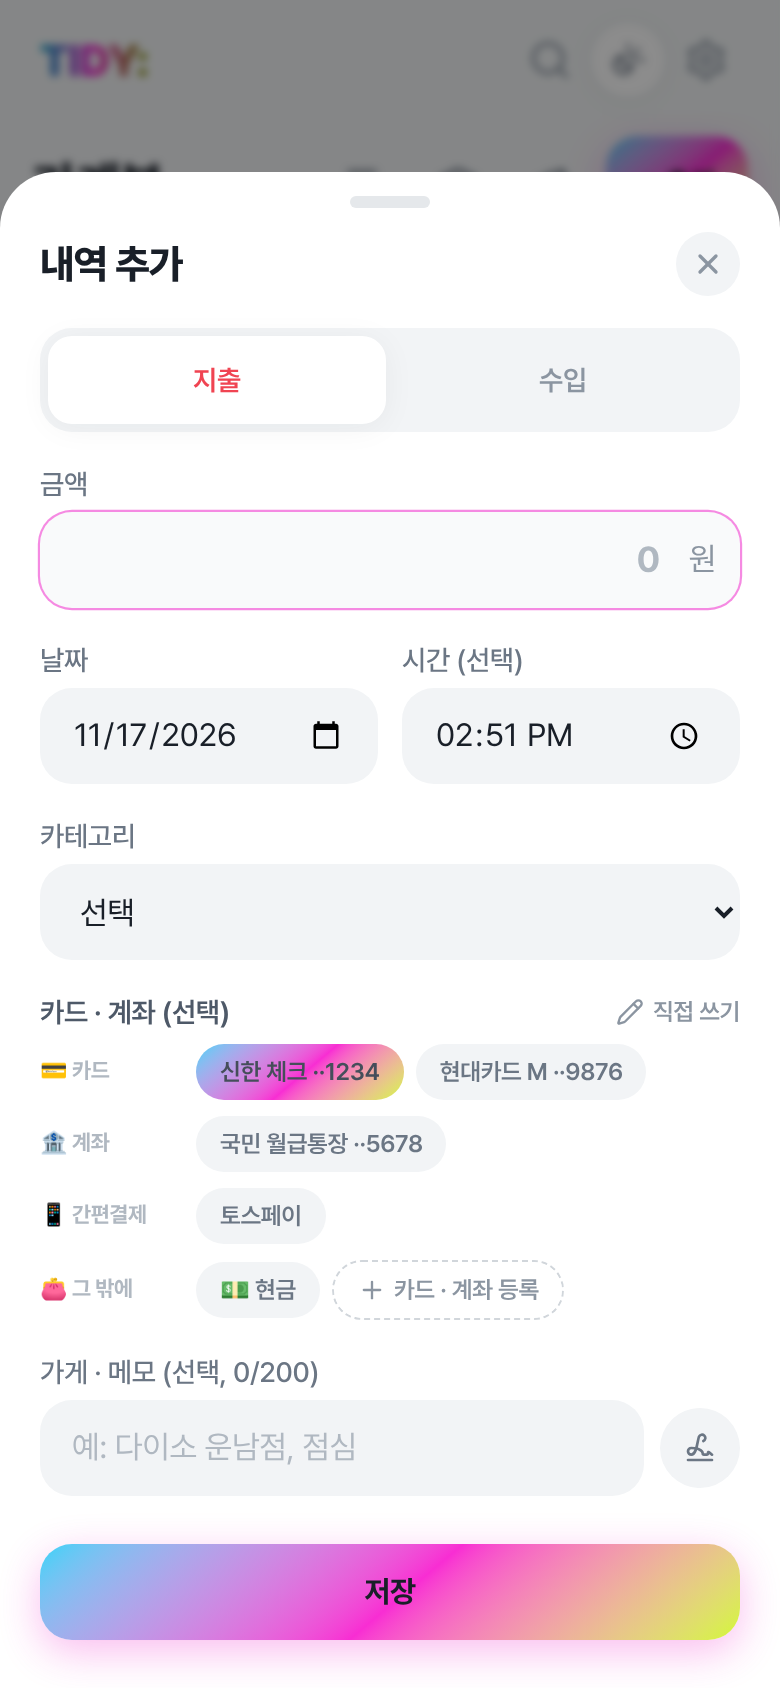 TIDY:
내역 추가
지출
수입
금액
0 원
날짜
시간 (선택)
11/17/2026
02:51 PM
카테고리
선택
카드 · 계좌 (선택)
직접 쓰기
카드
신한 체크 ··1234
현대카드 M ··9876
계좌
국민 월급통장 ··5678
간편결제
토스페이
그 밖에
현금
+ 카드 · 계좌 등록
가게 · 메모 (선택, 0/200)
예: 다이소 운남점, 점심
저장